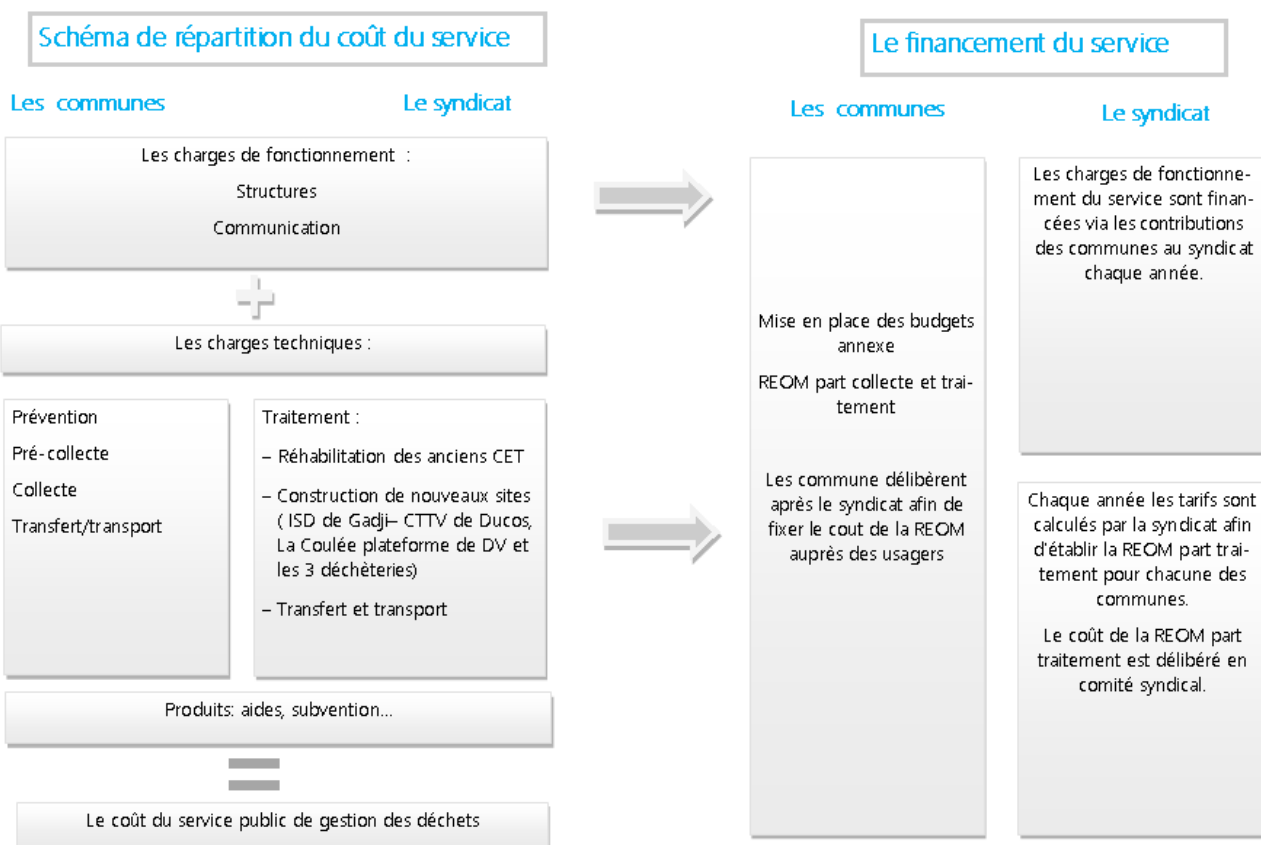 Schéma de répartition du coût du service
Les communes
Le syndicat
Les charges de fonctionnement :
Structures
Communication
+
Les charges techniques :
Prévention
Pré-collecte
Collecte
Transfert/transport
Traitement :
– Réhabilitation des anciens CET
– Construction de nouveaux sites
( ISD de Gadji– CTTV de Ducos,
La Coulée plateforme de DV et
les 3 déchèteries)
– Transfert et transport
Produits: aides, subvention...
=
Le coût du service public de gestion des déchets
Le financement du service
Les communes
Mise en place des budgets
annexe
REOM part collecte et trai-
tement
Les commune délibèrent
après le syndicat afin de
fixer le cout de la REOM
auprès des usagers
Le syndicat
Les charges de fonctionne-
ment du service sont finan-
cées via les contributions
des communes au syndicat
chaque année.
Chaque année les tarifs sont
calculés par la syndicat afin
d'établir la REOM part trai-
tement pour chacune des
communes.
Le coût de la REOM part
traitement est délibéré en
comité syndical.